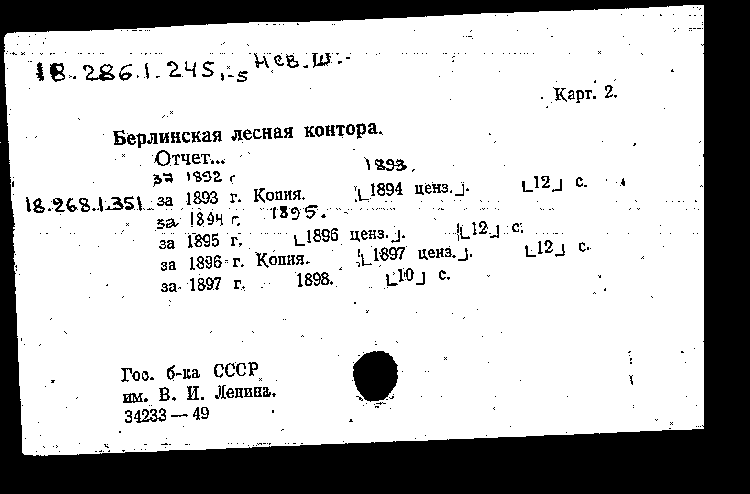 18.286.1.245,-5 МСВ.Ш.-
Карт. 2.
Берлинская лесная контора.
Отчет...
за 1892 г 1893.
18.268.1.351 за 1893 г. Копия. ⌊1894 ценз.⌋. ⌊12⌋ с.
за 1894 г. 1895.
за 1895 г. ⌊1896 ценз.⌋. ⌊12⌋ с.
за 1896 г. Копия. ⌊1897 ценз.⌋. ⌊12⌋ с.
за 1897 г. 1898. ⌊10⌋ с.
Гос. б-ка СССР
им. В. И. Ленина.
34233 — 49